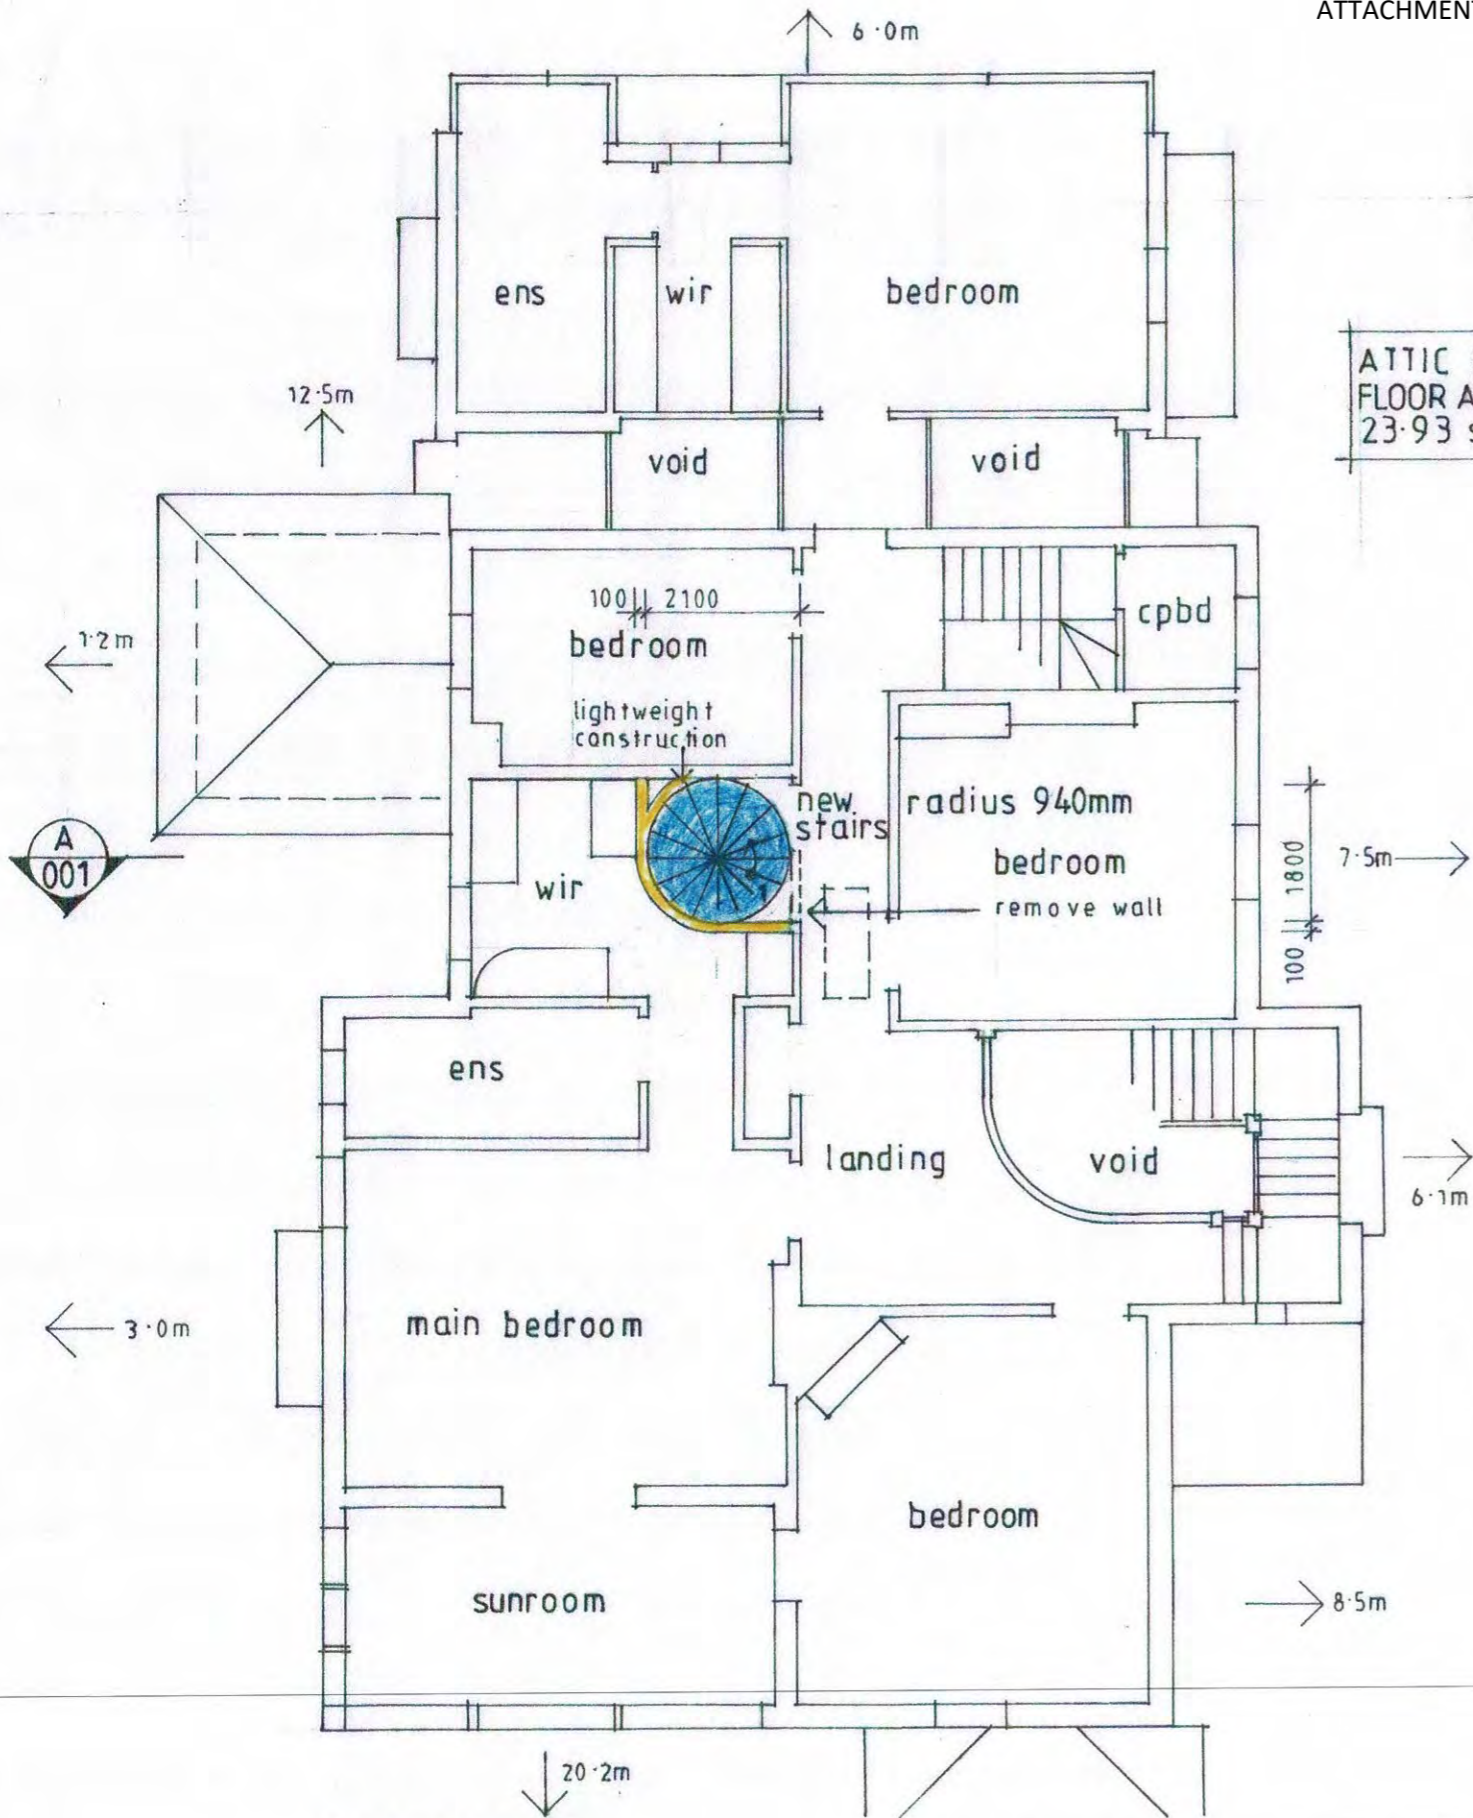 ATTACHMENT
6·0m
ens
wir
bedroom
ATTIC
FLOOR A
23·93 s
12·5m
void
void
100
2100
cpbd
bedroom
1·2m
lightweight
construction
new
stairs
radius 940mm
A
001
wir
bedroom
remove wall
1800
100
7·5m
ens
landing
void
6·1m
3·0m
main bedroom
bedroom
sunroom
8·5m
20·2m